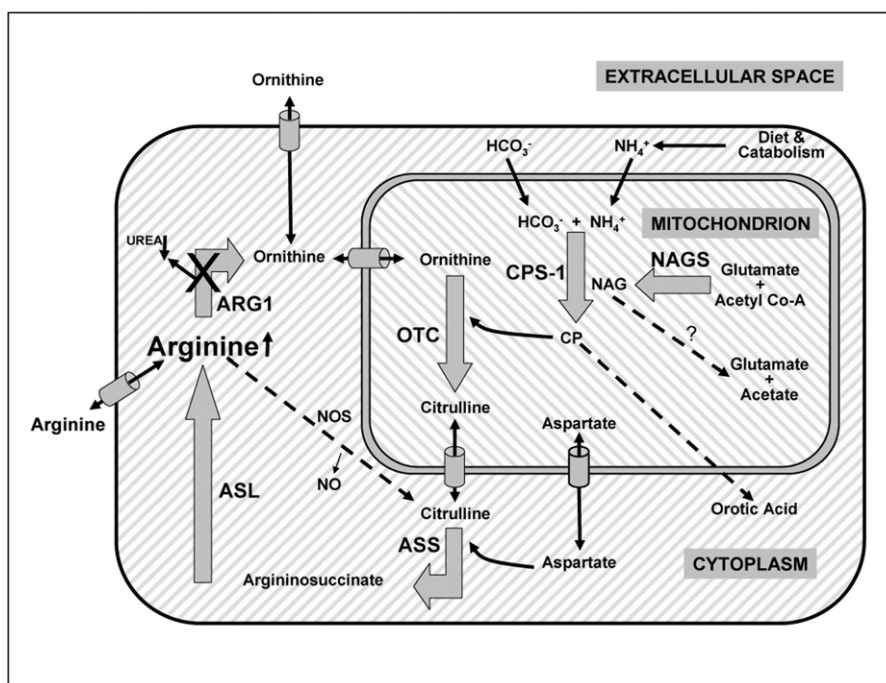 Ornithine
EXTRACELLULAR SPACE
HCO₃⁻
NH₄⁺
Diet &
Catabolism
HCO₃⁻ + NH₄⁺
MITOCHONDRION
UREA
Ornithine
Ornithine
CPS-1
NAG
NAGS
Glutamate
+
Acetyl Co-A
ARG1
X
Arginine
OTC
CP
?
Glutamate
+
Acetate
Arginine
NOS
NO
Citrulline
Aspartate
ASL
Citrulline
Orotic Acid
ASS
Aspartate
CYTOPLASM
Argininosuccinate